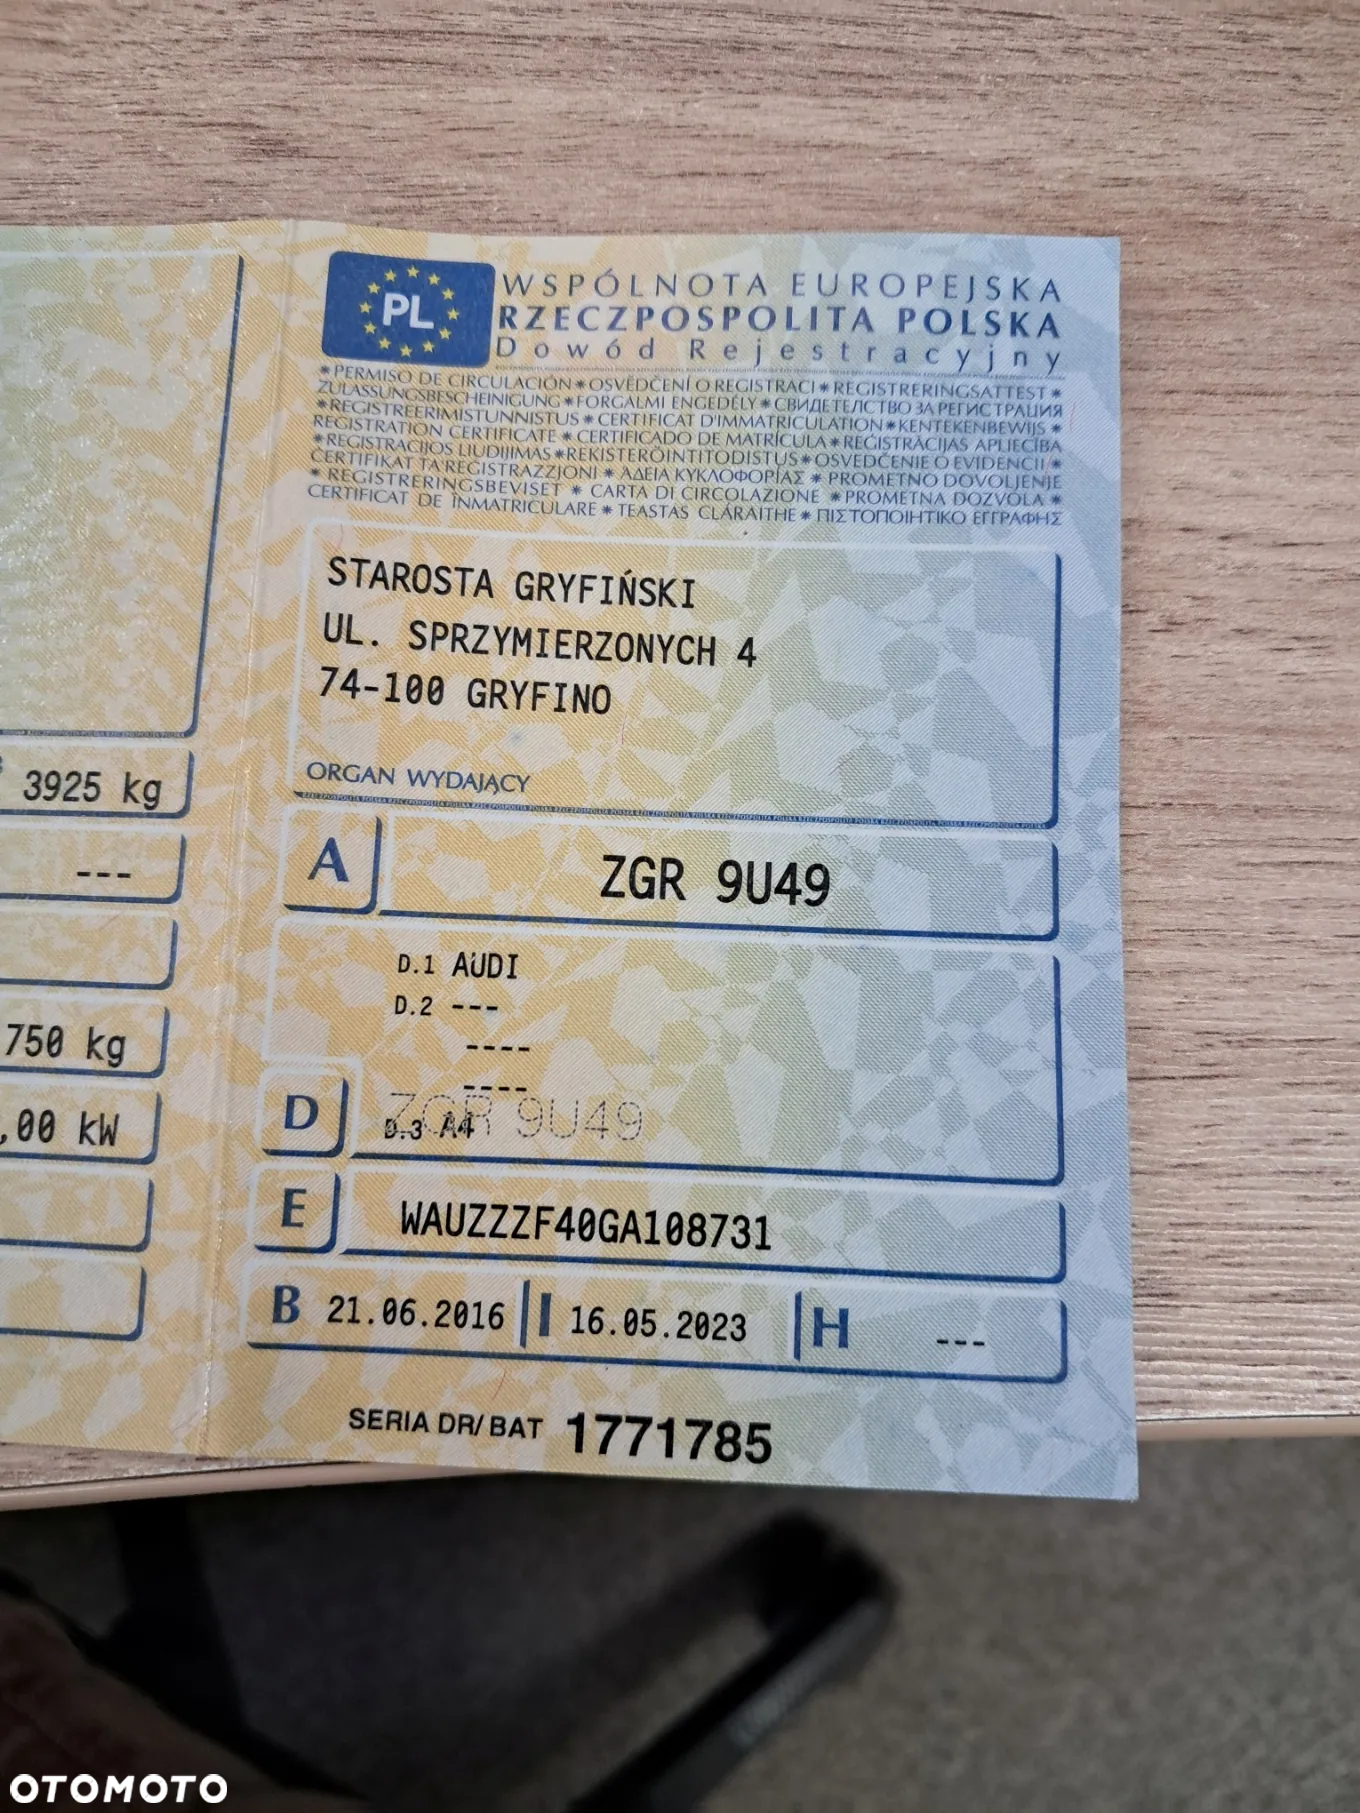 PL
WSPÓLNOTA EUROPEJSKA
RZECZPOSPOLITA POLSKA
Dowód Rejestracyjny
* PERMISO DE CIRCULACIÓN * OSVĚDČENÍ O REGISTRACI * REGISTRERINGSATTEST *
ZULASSUNGSBESCHEINIGUNG * FORGALMI ENGEDÉLY * СВИДЕТЕЛСТВО ЗА РЕГИСТРАЦИЯ
* REGISTREERIMISTUNNISTUS * CERTIFICAT D'IMMATRICULATION * KENTEKENBEWIJS *
REGISTRATION CERTIFICATE * CERTIFICADO DE MATRÍCULA * REĢISTRĀCIJAS APLIECĪBA
* REGISTRACIJOS LIUDIJIMAS * REKISTERÖINTITODISTUS * OSVEDČENIE O EVIDENCII *
ĊERTIFIKAT TA' REĠISTRAZZJONI * ΆΔΕΙΑ ΚΥΚΛΟΦΟΡΊΑΣ * PROMETNO DOVOLJENJE
* REGISTRERINGSBEVISET * CARTA DI CIRCOLAZIONE * PROMETNA DOZVOLA *
CERTIFICAT DE ÎNMATRICULARE * TEASTAS CLÁRAITHE * ΠΙΣΤΟΠΟΙΗΤΙΚΟ ΕΓΓΡΑΦΗΣ
STAROSTA GRYFIŃSKI
UL. SPRZYMIERZONYCH 4
74-100 GRYFINO
ORGAN WYDAJĄCY
3925 kg
A ZGR 9U49
---
D.1 AUDI
D.2 ---
----
750 kg
----
ZGR 9U49
D D.3 A4
,00 kW
E WAUZZZF40GA108731
B 21.06.2016 I 16.05.2023 H ---
SERIA DR/BAT 1771785
OTOMOTO